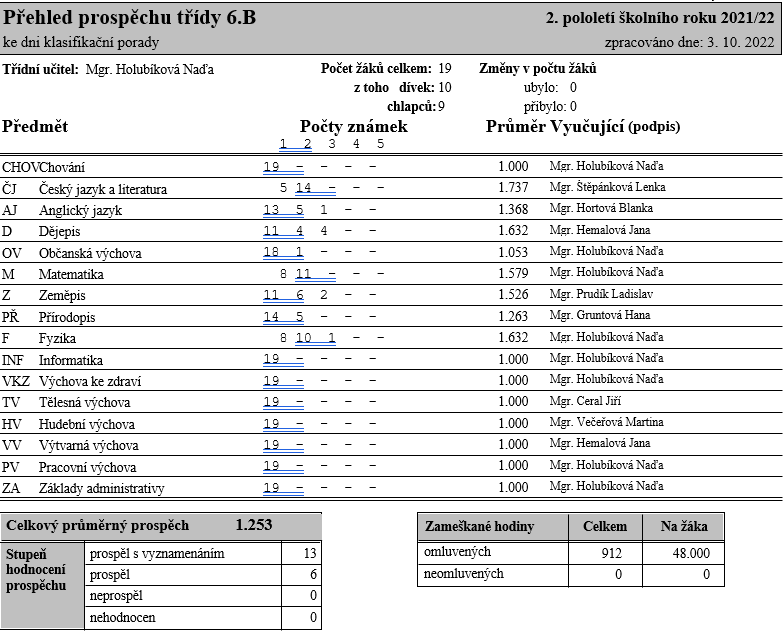 Přehled prospěchu třídy 6.B 2. pololetí školního roku 2021/22
ke dni klasifikační porady zpracováno dne: 3. 10. 2022
Třídní učitel: Mgr. Holubíková Naďa Počet žáků celkem: 19 Změny v počtu žáků
z toho dívek: 10 ubylo: 0
chlapců: 9 přibylo: 0
Předmět Počty známek Průměr Vyučující (podpis)
1 2 3 4 5
CHOV Chování 19 - - - - 1.000 Mgr. Holubíková Naďa
ČJ Český jazyk a literatura 5 14 - - - 1.737 Mgr. Štěpánková Lenka
AJ Anglický jazyk 13 5 1 - - 1.368 Mgr. Hortová Blanka
D Dějepis 11 4 4 - - 1.632 Mgr. Hemalová Jana
OV Občanská výchova 18 1 - - - 1.053 Mgr. Holubíková Naďa
M Matematika 8 11 - - - 1.579 Mgr. Holubíková Naďa
Z Zeměpis 11 6 2 - - 1.526 Mgr. Prudík Ladislav
PŘ Přírodopis 14 5 - - - 1.263 Mgr. Gruntová Hana
F Fyzika 8 10 1 - - 1.632 Mgr. Holubíková Naďa
INF Informatika 19 - - - - 1.000 Mgr. Holubíková Naďa
VKZ Výchova ke zdraví 19 - - - - 1.000 Mgr. Holubíková Naďa
TV Tělesná výchova 19 - - - - 1.000 Mgr. Ceral Jiří
HV Hudební výchova 19 - - - - 1.000 Mgr. Večeřová Martina
VV Výtvarná výchova 19 - - - - 1.000 Mgr. Hemalová Jana
PV Pracovní výchova 19 - - - - 1.000 Mgr. Holubíková Naďa
ZA Základy administrativy 19 - - - - 1.000 Mgr. Holubíková Naďa
Celkový průměrný prospěch 1.253
Stupeň hodnocení prospěchu
prospěl s vyznamenáním 13
prospěl 6
neprospěl 0
nehodnocen 0
Zameškané hodiny Celkem Na žáka
omluvených 912 48.000
neomluvených 0 0